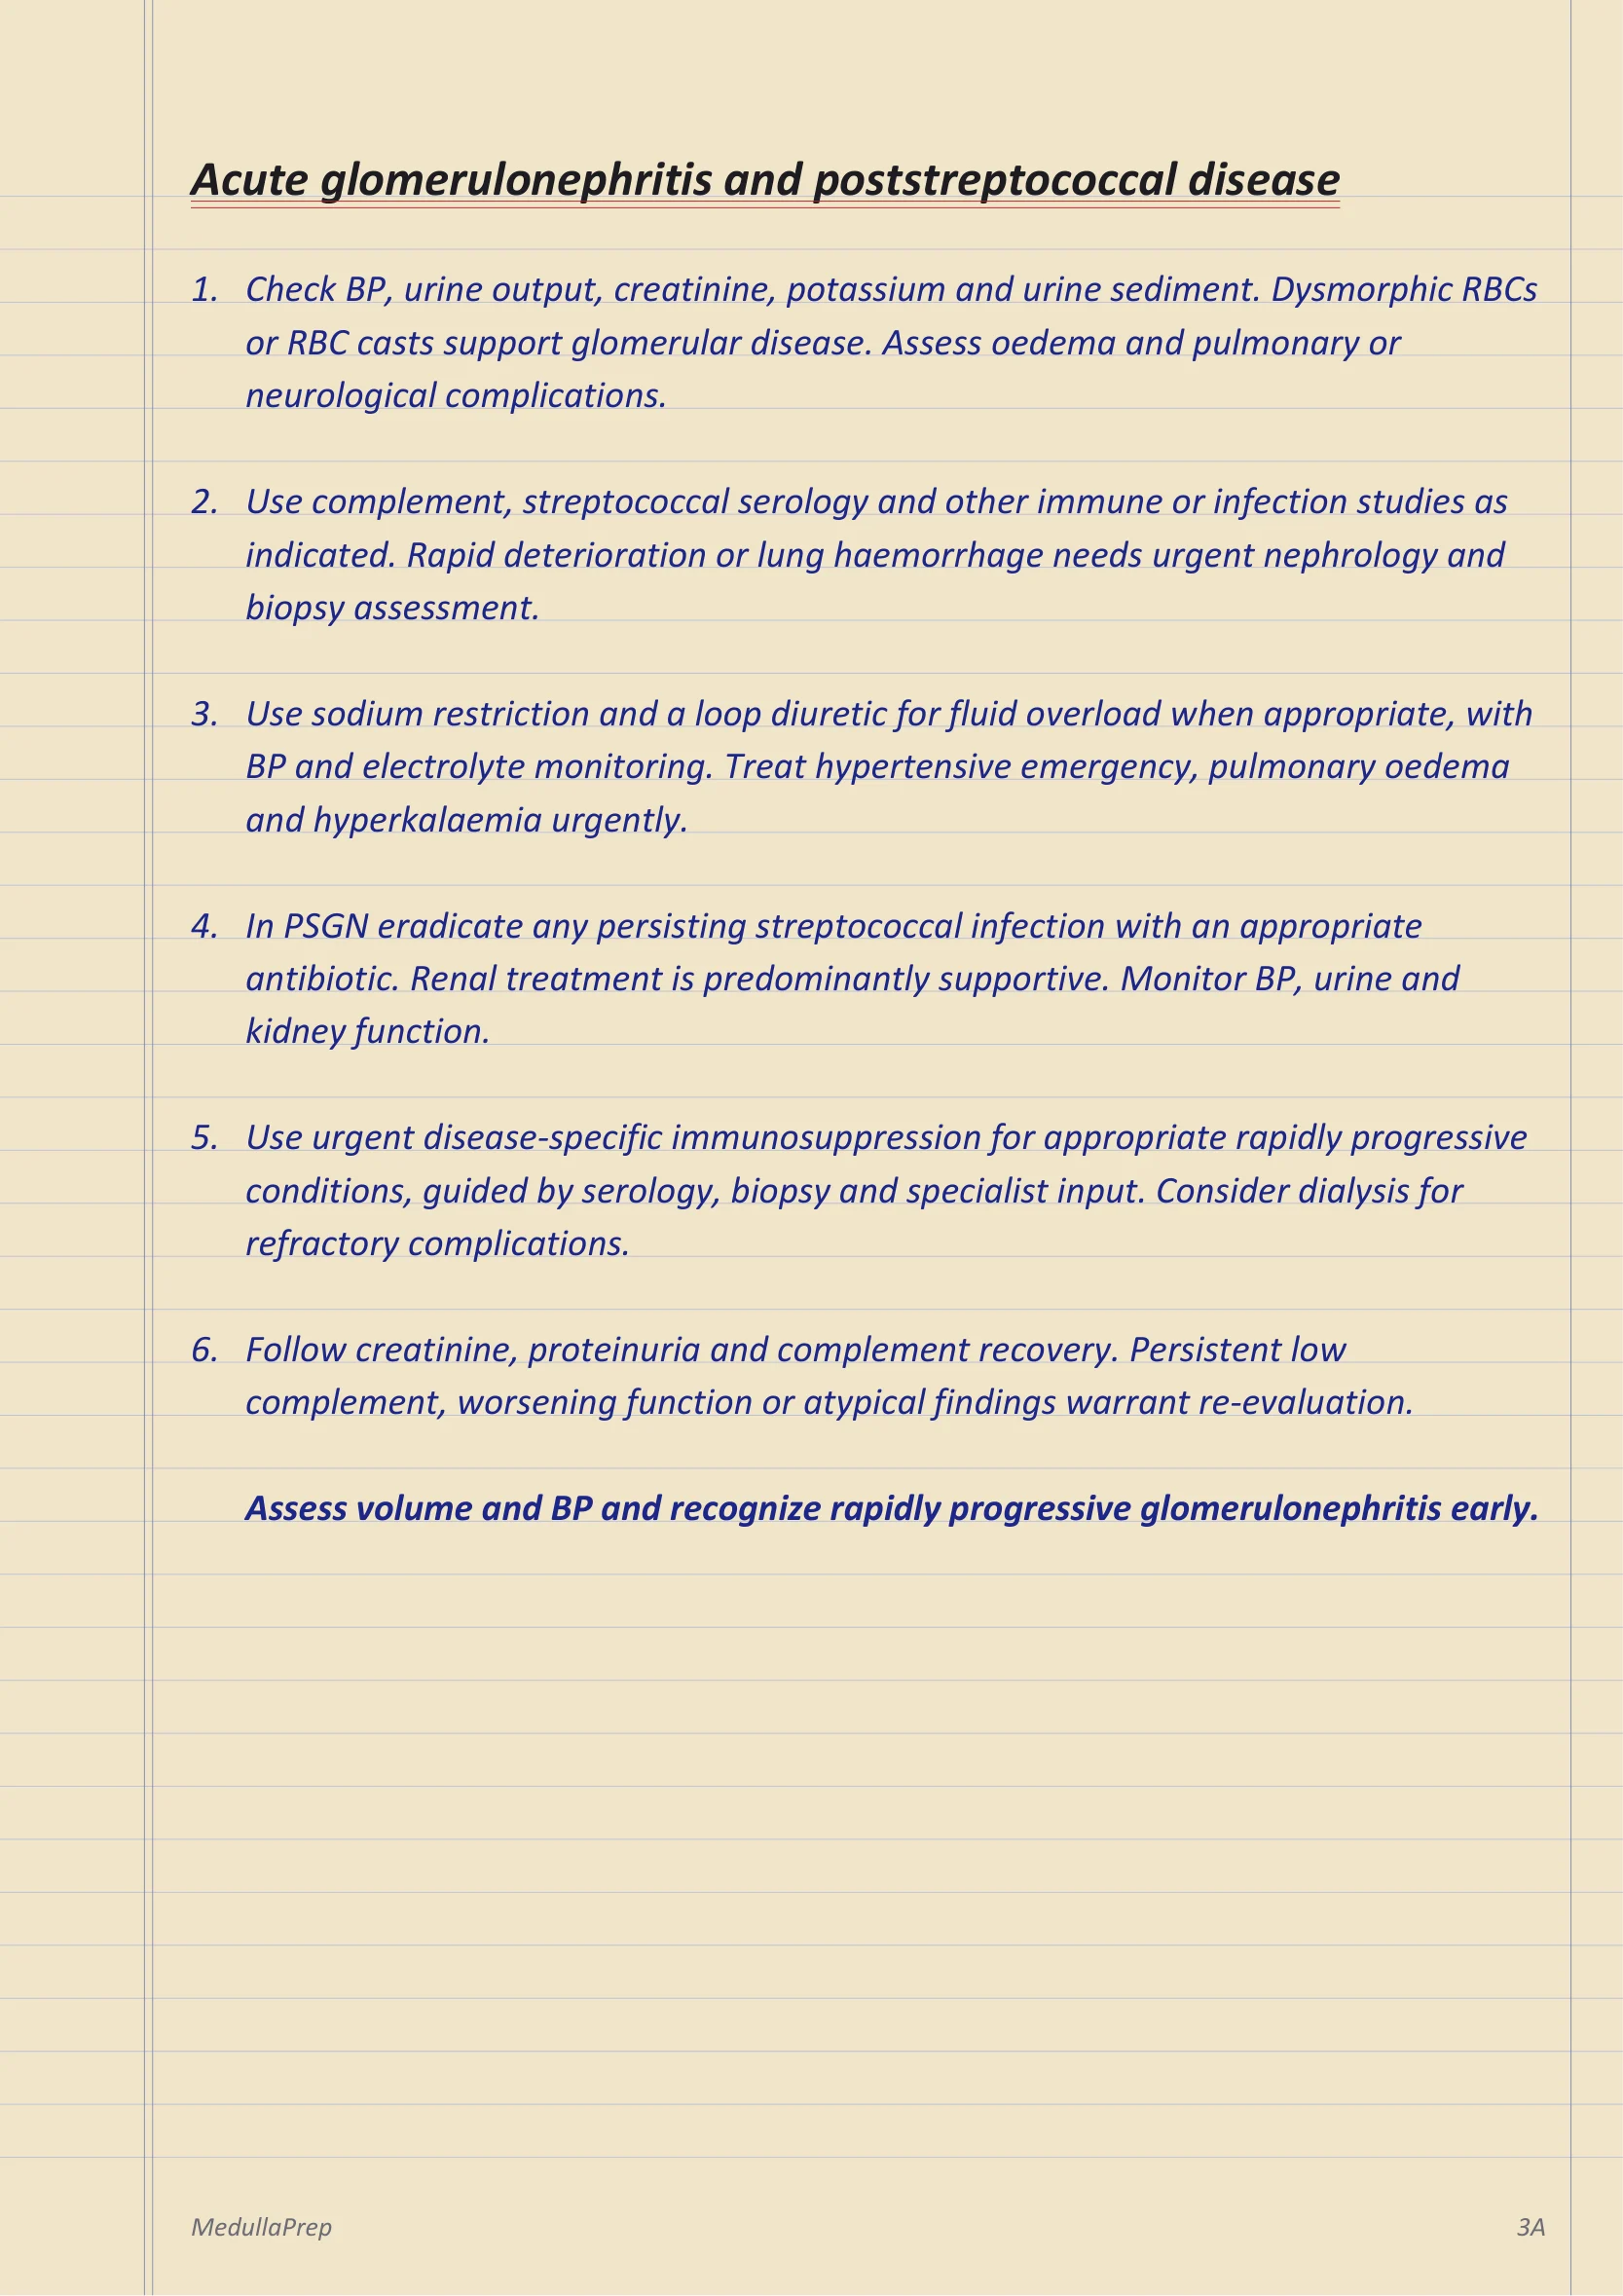 Acute glomerulonephritis and poststreptococcal disease
1. Check BP, urine output, creatinine, potassium and urine sediment. Dysmorphic RBCs
or RBC casts support glomerular disease. Assess oedema and pulmonary or
neurological complications.
2. Use complement, streptococcal serology and other immune or infection studies as
indicated. Rapid deterioration or lung haemorrhage needs urgent nephrology and
biopsy assessment.
3. Use sodium restriction and a loop diuretic for fluid overload when appropriate, with
BP and electrolyte monitoring. Treat hypertensive emergency, pulmonary oedema
and hyperkalaemia urgently.
4. In PSGN eradicate any persisting streptococcal infection with an appropriate
antibiotic. Renal treatment is predominantly supportive. Monitor BP, urine and
kidney function.
5. Use urgent disease-specific immunosuppression for appropriate rapidly progressive
conditions, guided by serology, biopsy and specialist input. Consider dialysis for
refractory complications.
6. Follow creatinine, proteinuria and complement recovery. Persistent low
complement, worsening function or atypical findings warrant re-evaluation.
Assess volume and BP and recognize rapidly progressive glomerulonephritis early.
MedullaPrep
3A